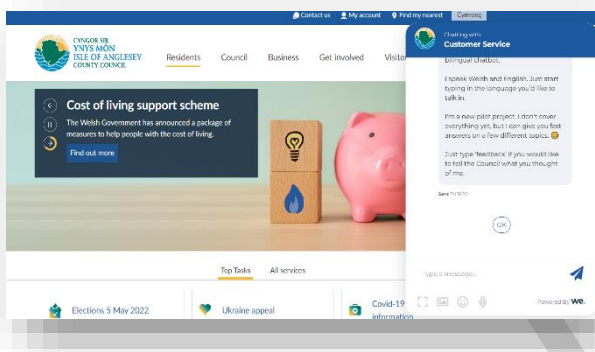 Contact us
My account
Find my nearest
Cymraeg
CYNGOR SIR
YNYS MÔN
ISLE OF ANGLESEY
COUNTY COUNCIL
Residents
Council
Business
Get involved
Visitor
Cost of living support scheme
The Welsh Government has announced a package of
measures to help people with the cost of living.
Find out more
Top Tasks
All services
Elections 5 May 2022
Ukraine appeal
Covid-19
information
Chatting with
Customer Service
bilingual chatbot.
I speak Welsh and English. Just start
typing in the language you'd like to
talk in.
I'm a new pilot project. I don't cover
everything yet, but I can give you fast
answers on a few different topics. 😊
Just type 'feedback' if you would like
to tell the Council what you thought
of me.
Sent
OK
Type a message..
Powered By WE.